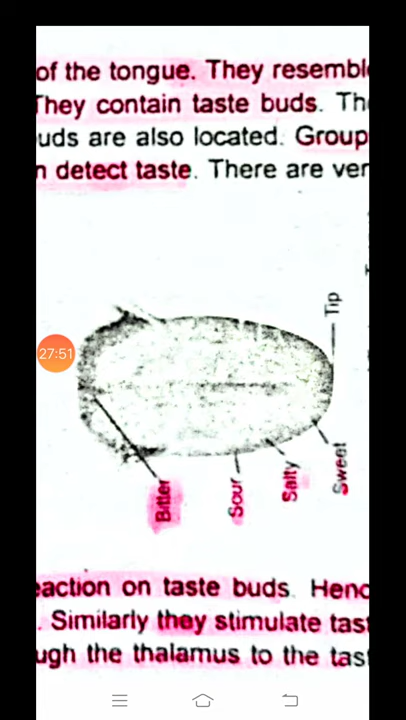 of the tongue. They resembl
They contain taste buds. Th
uds are also located. Group
n detect taste. There are ver
Tip
27:51
Bitter
Sour
Salty
Sweet
eaction on taste buds. Henc
. Similarly they stimulate tast
ugh the thalamus to the tast